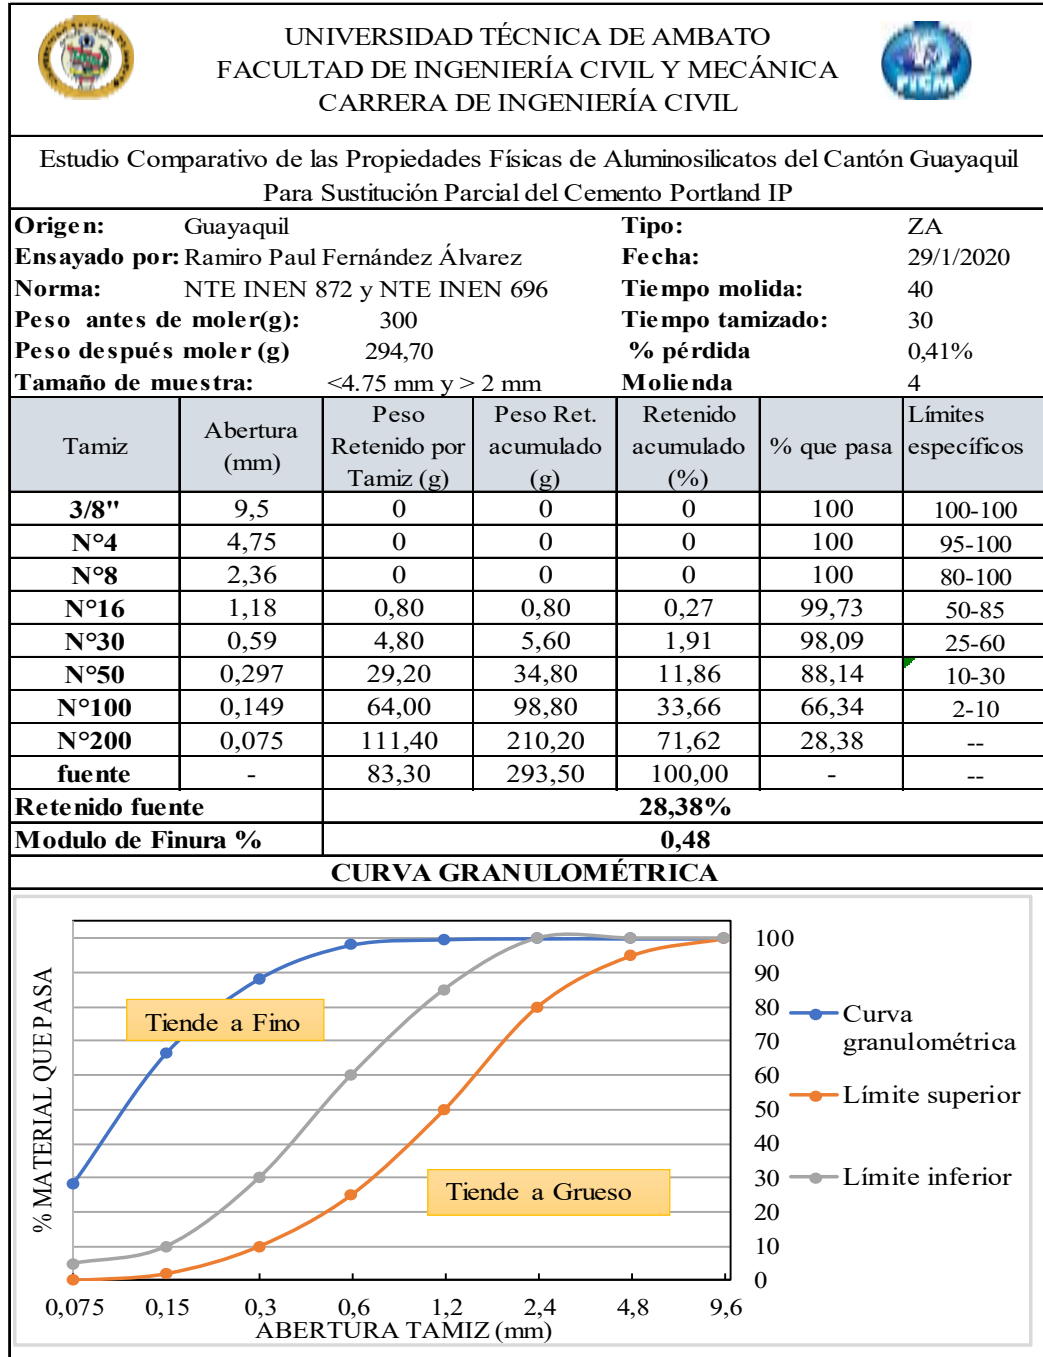 UNIVERSIDAD TÉCNICA DE AMBATO
FACULTAD DE INGENIERÍA CIVIL Y MECÁNICA
CARRERA DE INGENIERÍA CIVIL
FICM
Estudio Comparativo de las Propiedades Físicas de Aluminosilicatos del Cantón Guayaquil
Para Sustitución Parcial del Cemento Portland IP
Origen: Guayaquil Tipo: ZA
Ensayado por: Ramiro Paul Fernández Álvarez Fecha: 29/1/2020
Norma: NTE INEN 872 y NTE INEN 696 Tiempo molida: 40
Peso antes de moler(g): 300 Tiempo tamizado: 30
Peso después moler (g) 294,70 % pérdida 0,41%
Tamaño de muestra: <4.75 mm y > 2 mm Molienda 4
Tamiz Abertura (mm) Peso Retenido por Tamiz (g) Peso Ret. acumulado (g) Retenido acumulado (%) % que pasa Límites específicos
3/8" 9,5 0 0 0 100 100-100
N°4 4,75 0 0 0 100 95-100
N°8 2,36 0 0 0 100 80-100
N°16 1,18 0,80 0,80 0,27 99,73 50-85
N°30 0,59 4,80 5,60 1,91 98,09 25-60
N°50 0,297 29,20 34,80 11,86 88,14 10-30
N°100 0,149 64,00 98,80 33,66 66,34 2-10
N°200 0,075 111,40 210,20 71,62 28,38 --
fuente - 83,30 293,50 100,00 - --
Retenido fuente 28,38%
Modulo de Finura % 0,48
CURVA GRANULOMÉTRICA
% MATERIAL QUE PASA
Tiende a Fino
Tiende a Grueso
100
90
80
70
60
50
40
30
20
10
0
Curva
granulométrica
Límite superior
Límite inferior
0,075 0,15 0,3 0,6 1,2 2,4 4,8 9,6
ABERTURA TAMIZ (mm)